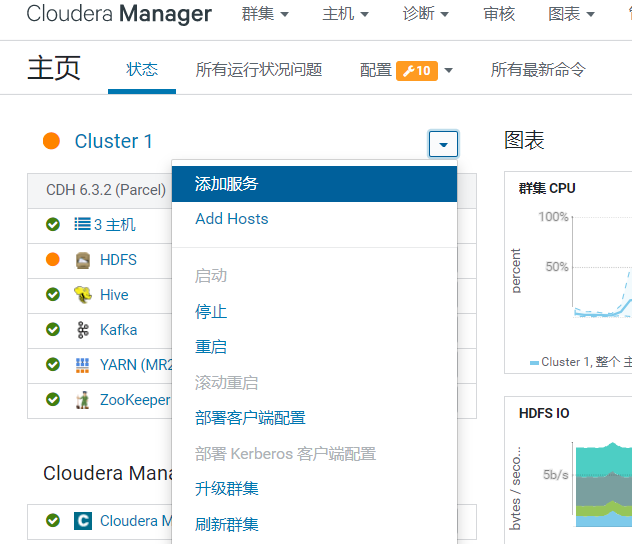 Cloudera Manager 群集 主机 诊断 审核 图表
主页 状态 所有运行状况问题 配置 10 所有最新命令
Cluster 1
CDH 6.3.2 (Parcel)
3 主机
HDFS
Hive
Kafka
YARN (MR2
ZooKeeper
Cloudera Mana
Cloudera M
添加服务
Add Hosts
启动
停止
重启
滚动重启
部署客户端配置
部署 Kerberos 客户端配置
升级群集
刷新群集
图表
群集 CPU
percent
100%
50%
Cluster 1, 整个 主
HDFS IO
bytes / seco...
5b/s